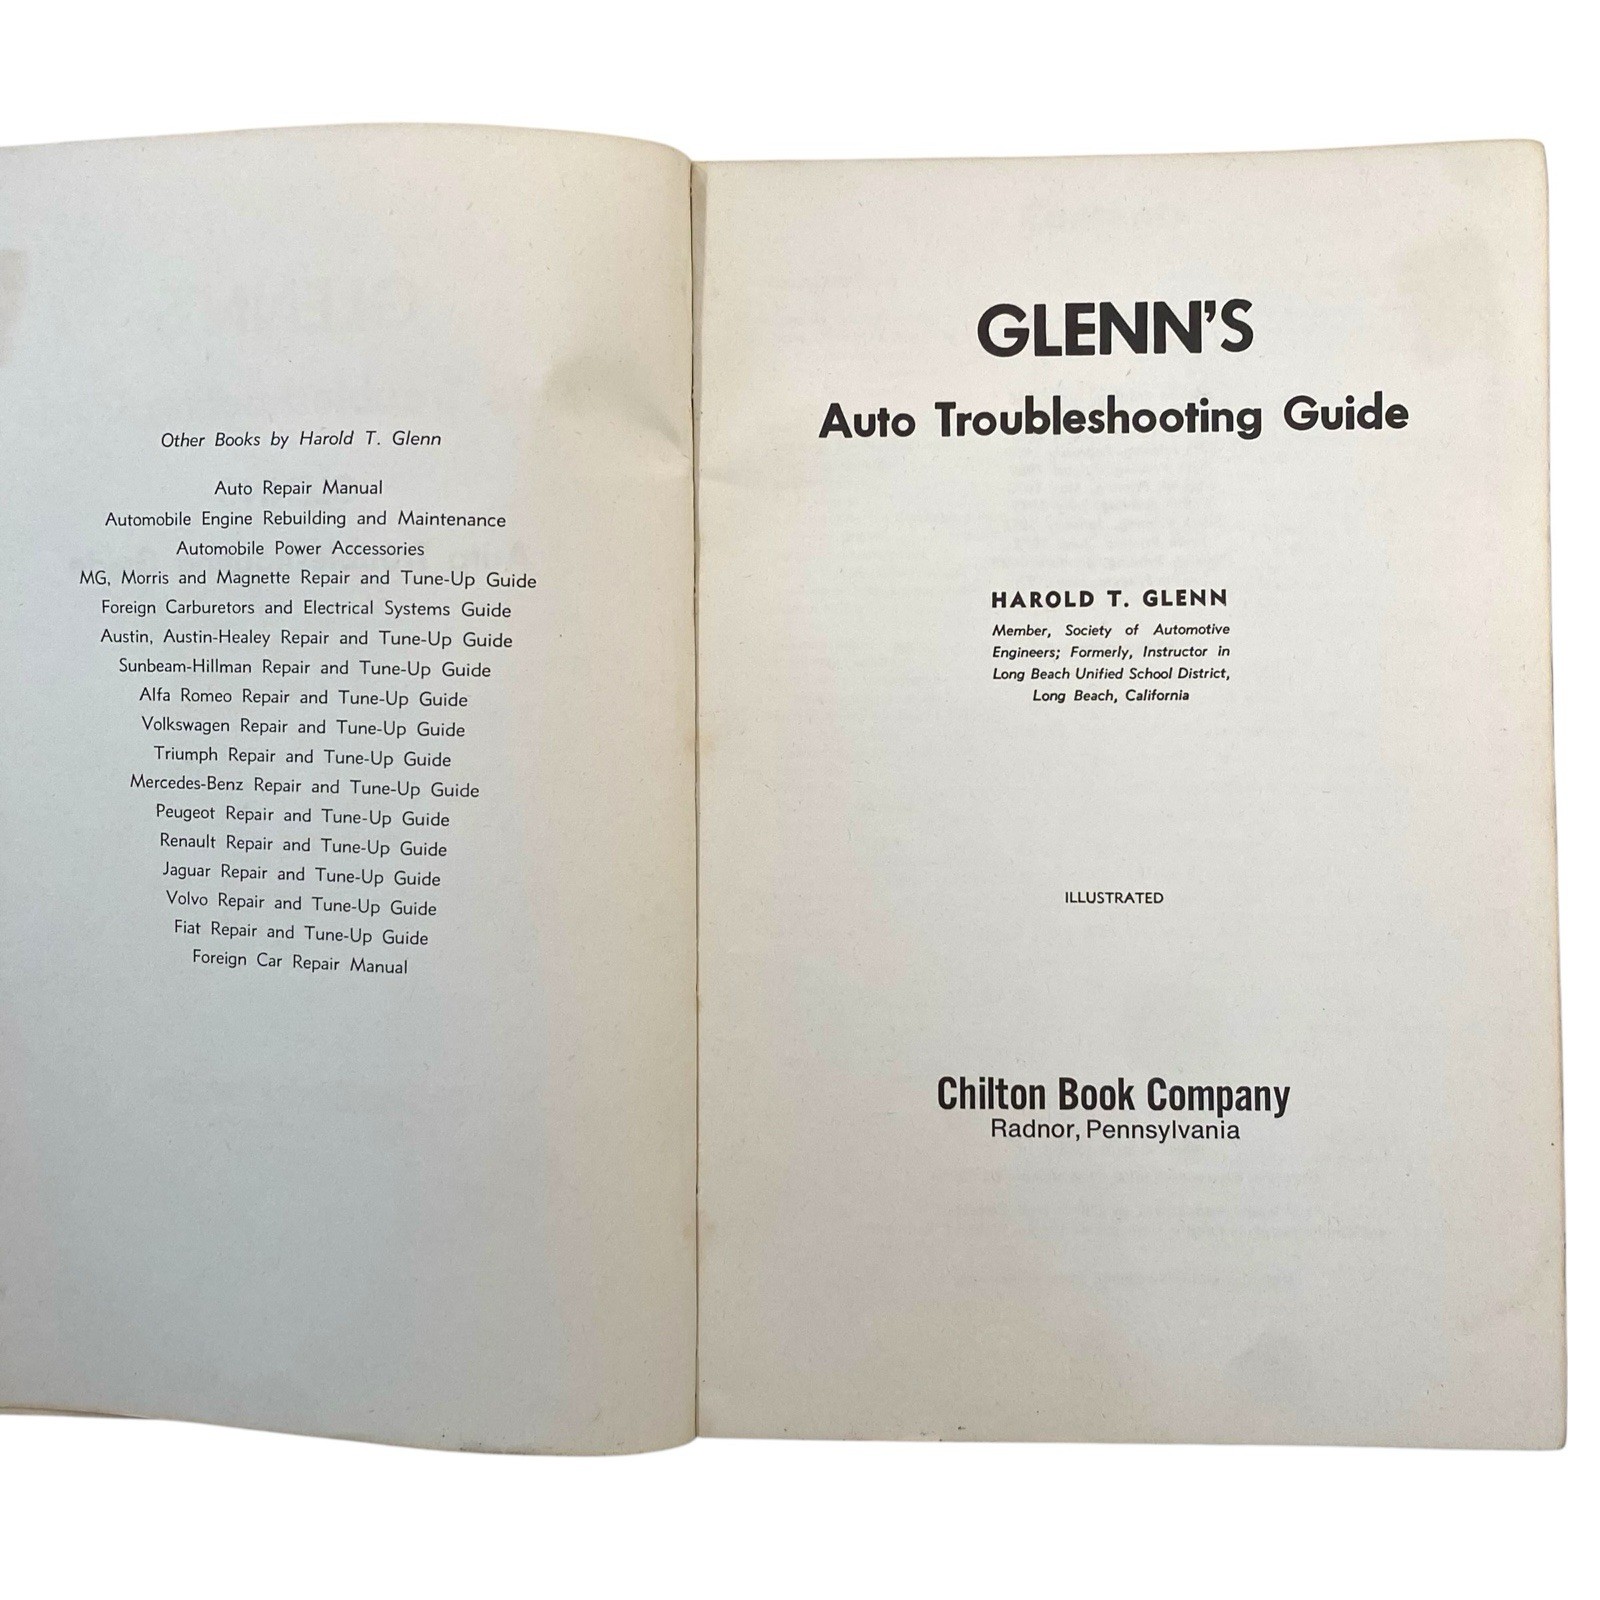 Other Books by Harold T. Glenn
Auto Repair Manual
Automobile Engine Rebuilding and Maintenance
Automobile Power Accessories
MG, Morris and Magnette Repair and Tune-Up Guide
Foreign Carburetors and Electrical Systems Guide
Austin, Austin-Healey Repair and Tune-Up Guide
Sunbeam-Hillman Repair and Tune-Up Guide
Alfa Romeo Repair and Tune-Up Guide
Volkswagen Repair and Tune-Up Guide
Triumph Repair and Tune-Up Guide
Mercedes-Benz Repair and Tune-Up Guide
Peugeot Repair and Tune-Up Guide
Renault Repair and Tune-Up Guide
Jaguar Repair and Tune-Up Guide
Volvo Repair and Tune-Up Guide
Fiat Repair and Tune-Up Guide
Foreign Car Repair Manual
GLENN'S
Auto Troubleshooting Guide
HAROLD T. GLENN
Member, Society of Automotive
Engineers; Formerly, Instructor in
Long Beach Unified School District,
Long Beach, California
ILLUSTRATED
Chilton Book Company
Radnor, Pennsylvania